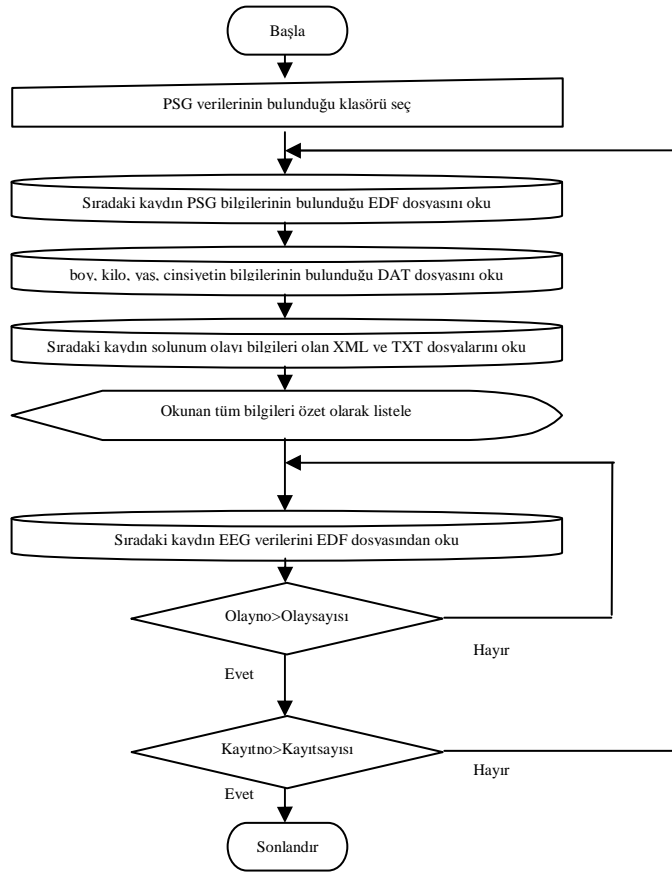 Başla
PSG verilerinin bulunduğu klasörü seç
Sıradaki kaydın PSG bilgilerinin bulunduğu EDF dosyasını oku
boy, kilo, yaş, cinsiyetin bilgilerinin bulunduğu DAT dosyasını oku
Sıradaki kaydın solunum olayı bilgileri olan XML ve TXT dosyalarını oku
Okunan tüm bilgileri özet olarak listele
Sıradaki kaydın EEG verilerini EDF dosyasından oku
Olayno>Olaysayısı
Hayır
Evet
Kayıtno>Kayıtsayısı
Hayır
Evet
Sonlandır